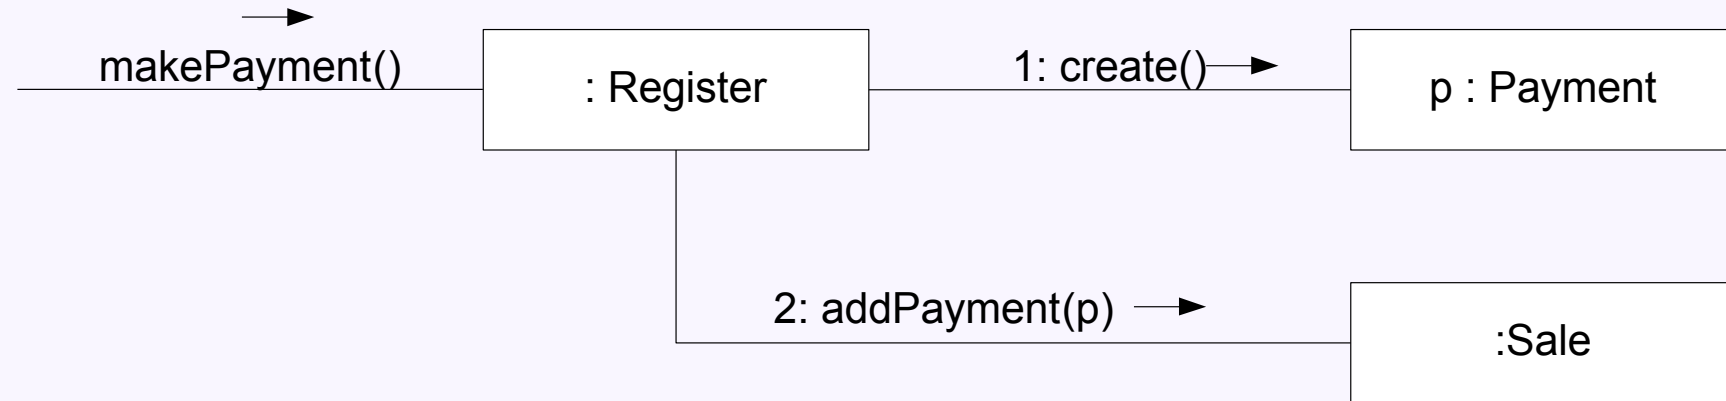 makePayment()
: Register
1: create()
p : Payment
2: addPayment(p)
:Sale